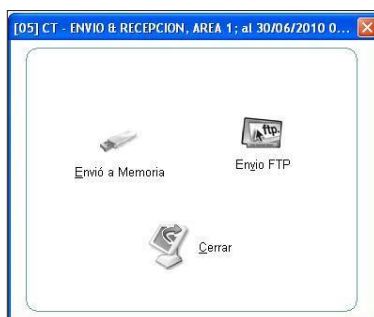 [05] CT - ENVIO & RECEPCION, AREA 1; al 30/06/2010 0...
ftp.
Envió a Memoria
Envio FTP
Cerrar